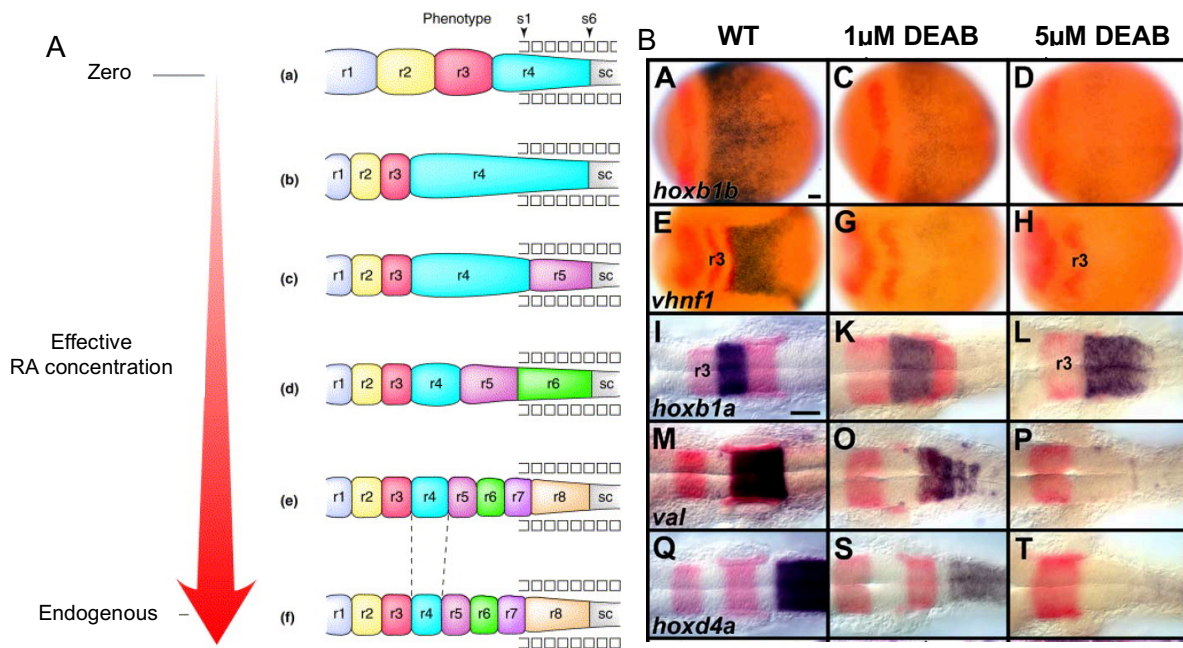 A
Phenotype s1 s6
Zero
(a) r1 r2 r3 r4 sc
(b) r1 r2 r3 r4 sc
(c) r1 r2 r3 r4 r5 sc
Effective
RA concentration
(d) r1 r2 r3 r4 r5 r6 sc
(e) r1 r2 r3 r4 r5 r6 r7 r8 sc
Endogenous
(f) r1 r2 r3 r4 r5 r6 r7 r8 sc
B WT 1µM DEAB 5µM DEAB
A C D
hoxb1b
E G H
r3 r3
vhnf1
I K L
r3 r3
hoxb1a
M O P
val
Q S T
hoxd4a